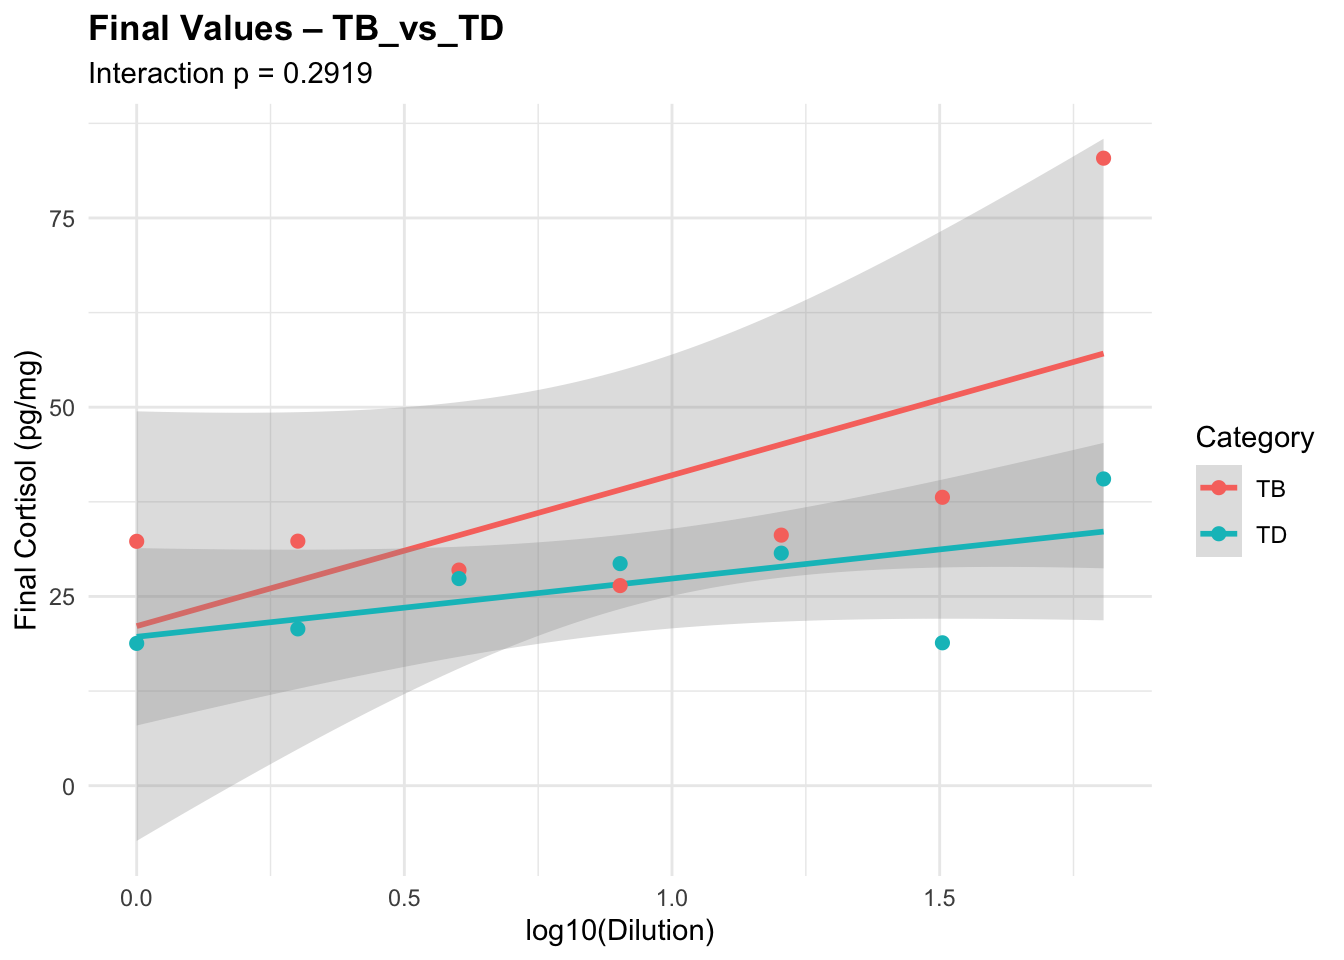 Final Values – TB_vs_TD
Interaction p = 0.2919
Final Cortisol (pg/mg)
75
50
25
0
0.0
0.5
1.0
1.5
log10(Dilution)
Category
TB
TD